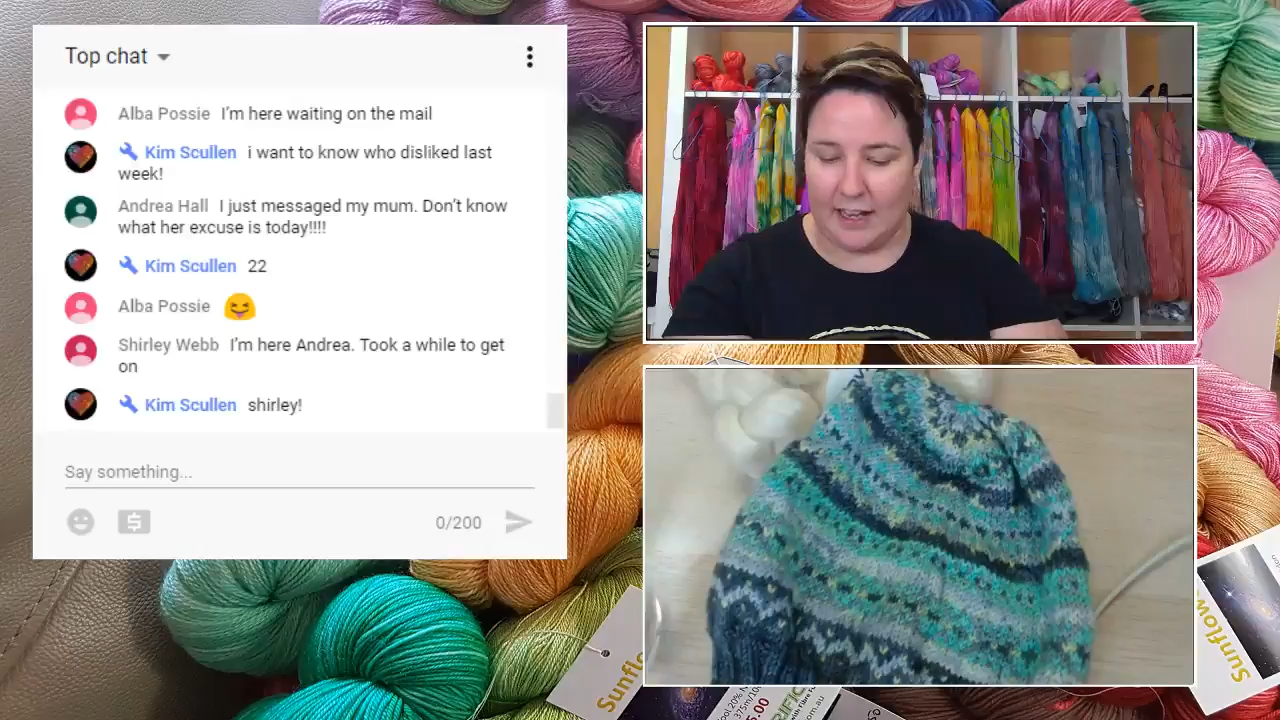 Top chat
Alba Possie I'm here waiting on the mail
Kim Scullen i want to know who disliked last
week!
Andrea Hall I just messaged my mum. Don't know
what her excuse is today!!!!
Kim Scullen 22
Alba Possie 😝
Shirley Webb I'm here Andrea. Took a while to get
on
Kim Scullen shirley!
Say something...
0/200
Sunflow
Sunflo
375m/10